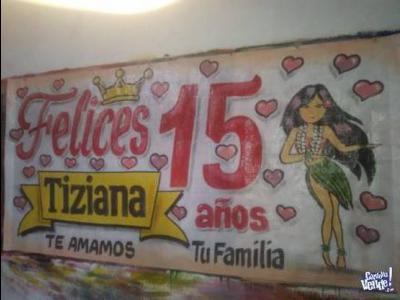 Felices 15
Tiziana años
TE AMAMOS Tu Familia